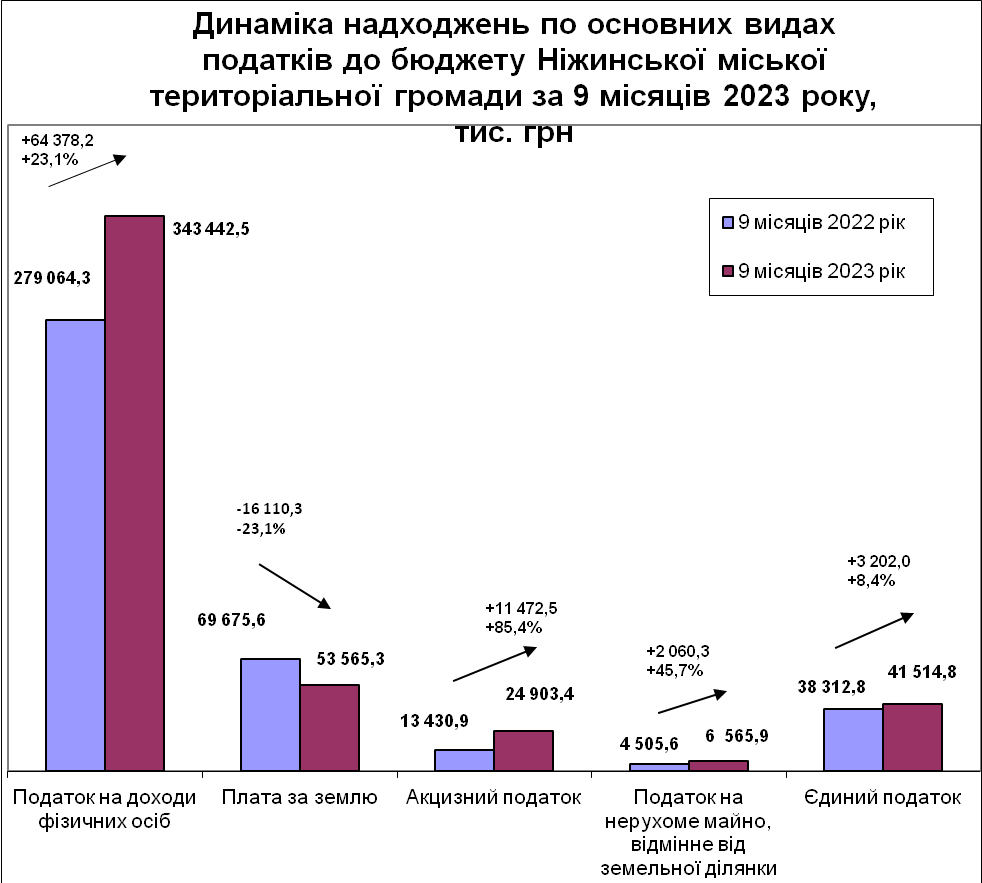 Динаміка надходжень по основних видах
податків до бюджету Ніжинської міської
територіальної громади за 9 місяців 2023 року,
тис. грн
+64 378,2
+23,1%
343 442,5
279 064,3
9 місяців 2022 рік
9 місяців 2023 рік
-16 110,3
-23,1%
69 675,6
53 565,3
+11 472,5
+85,4%
13 430,9
24 903,4
+2 060,3
+45,7%
4 505,6
6 565,9
+3 202,0
+8,4%
38 312,8
41 514,8
Податок на доходи
фізичних осіб
Плата за землю
Акцизний податок
Податок на
нерухоме майно,
відмінне від
земельної ділянки
Єдиний податок